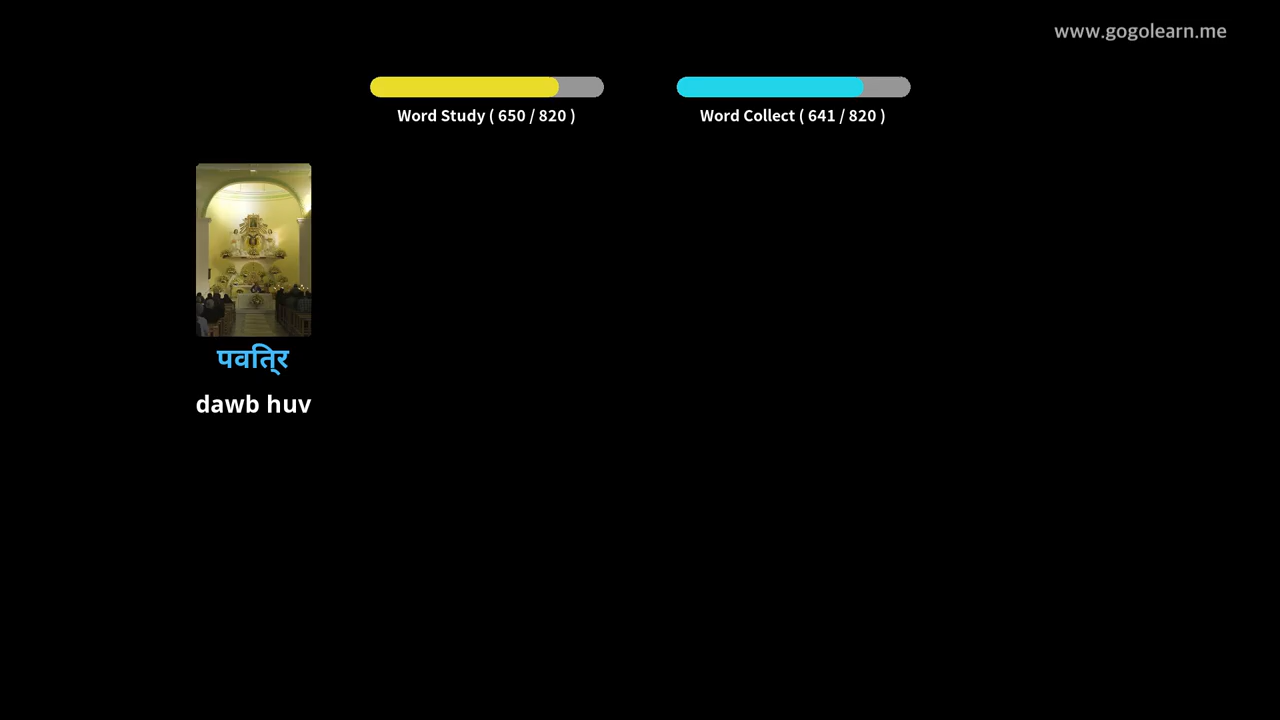 www.gogolearn.me
Word Study ( 650 / 820 )
Word Collect ( 641 / 820 )
पवित्र
dawb huv